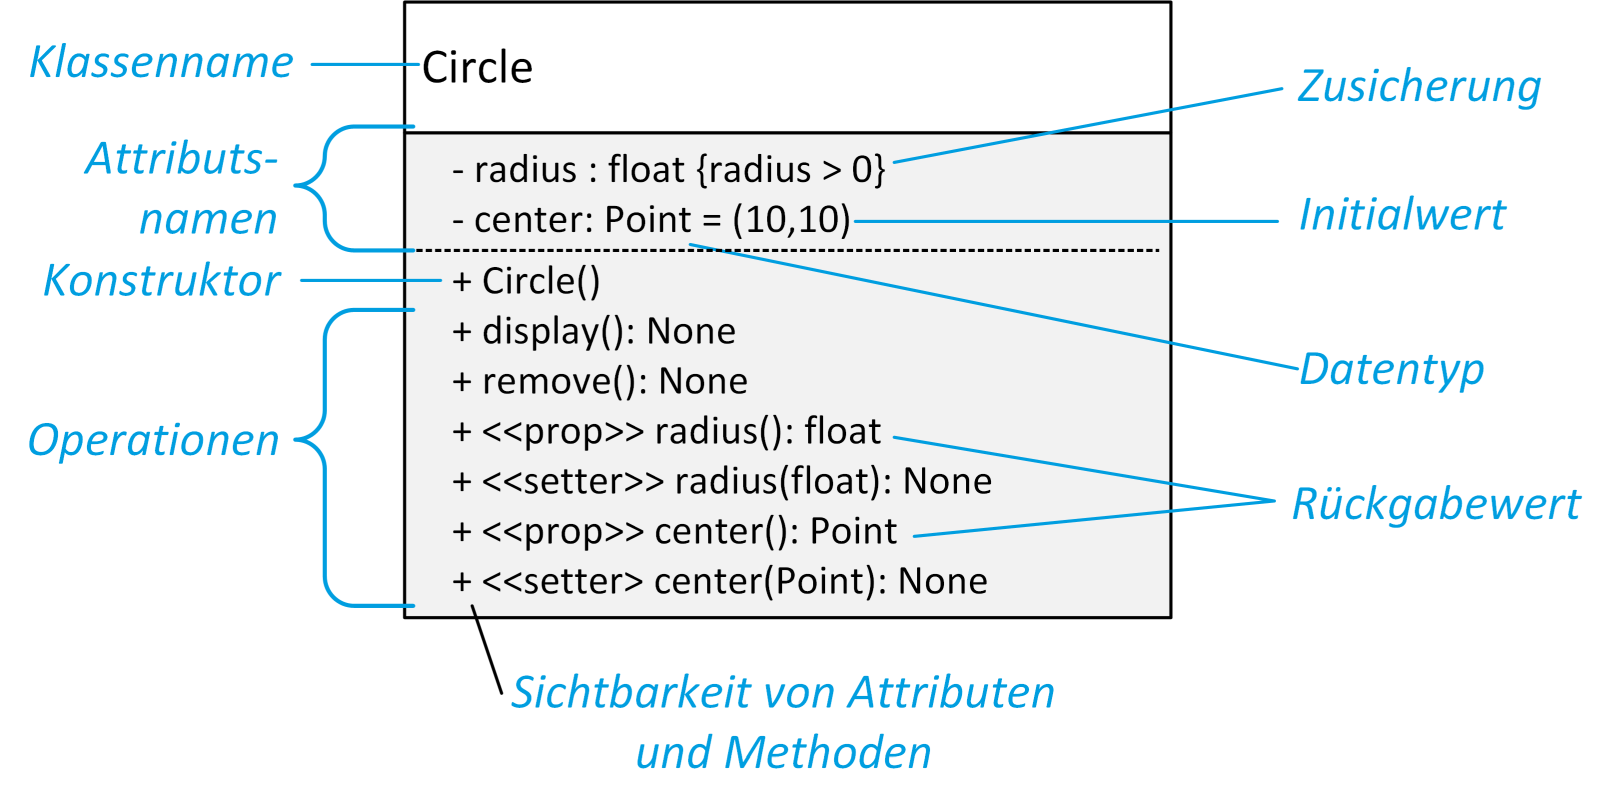 Klassenname
Circle
Zusicherung
Attributs-
namen
- radius : float {radius > 0}
- center: Point = (10,10)
Initialwert
Konstruktor
+ Circle()
+ display(): None
+ remove(): None
+ <<prop>> radius(): float
+ <<setter>> radius(float): None
+ <<prop>> center(): Point
+ <<setter> center(Point): None
Operationen
Datentyp
Rückgabewert
Sichtbarkeit von Attributen
und Methoden